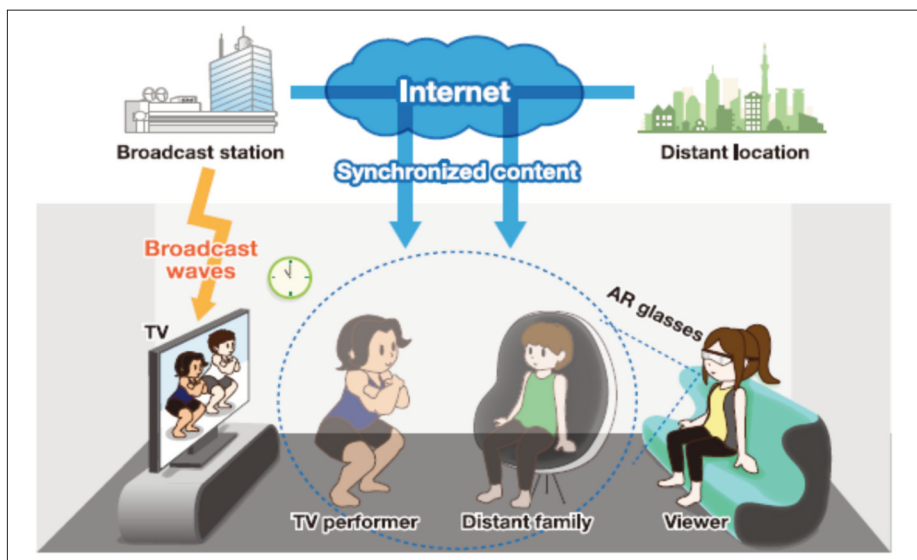 Internet
Broadcast station
Distant location
Synchronized content
Broadcast
waves
TV
AR glasses
TV performer
Distant family
Viewer